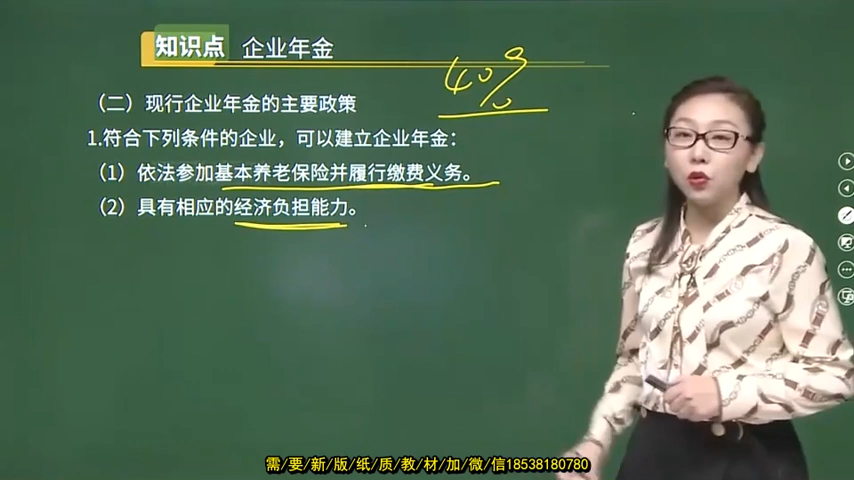 知识点 企业年金
40%
（二）现行企业年金的主要政策
1.符合下列条件的企业，可以建立企业年金：
（1）依法参加基本养老保险并履行缴费义务。
（2）具有相应的经济负担能力。
需/要/新/版/纸/质/教/材/加/微/信18538181780